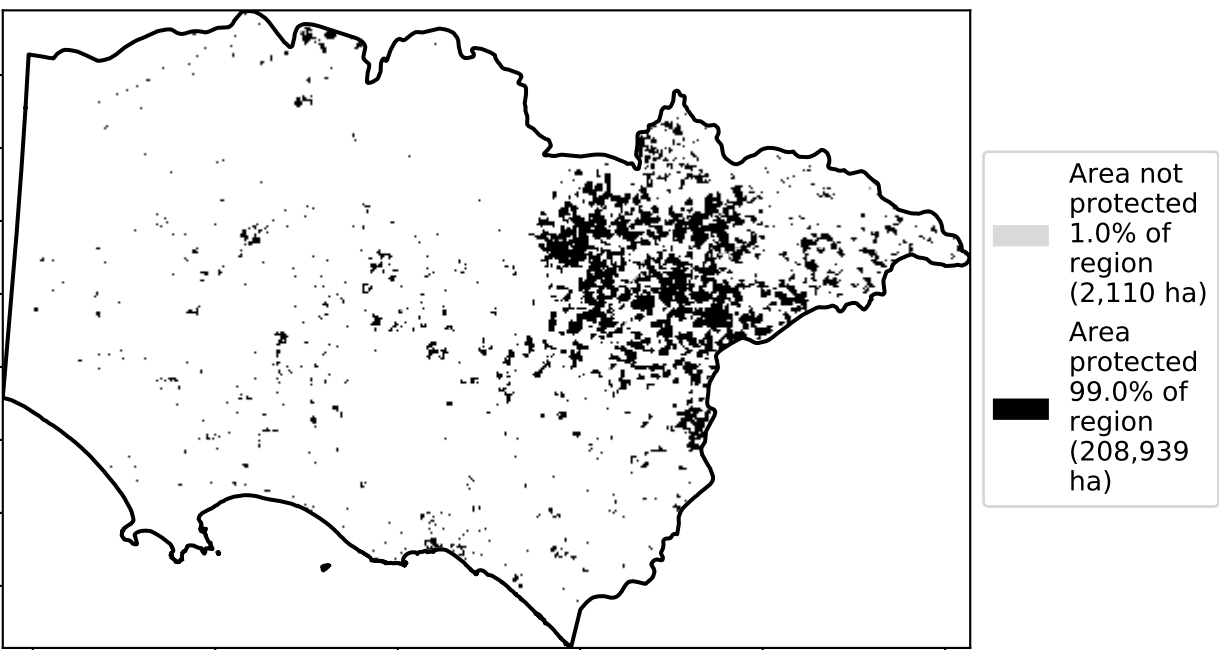 Area not
protected
1.0% of
region
(2,110 ha)
Area
protected
99.0% of
region
(208,939
ha)